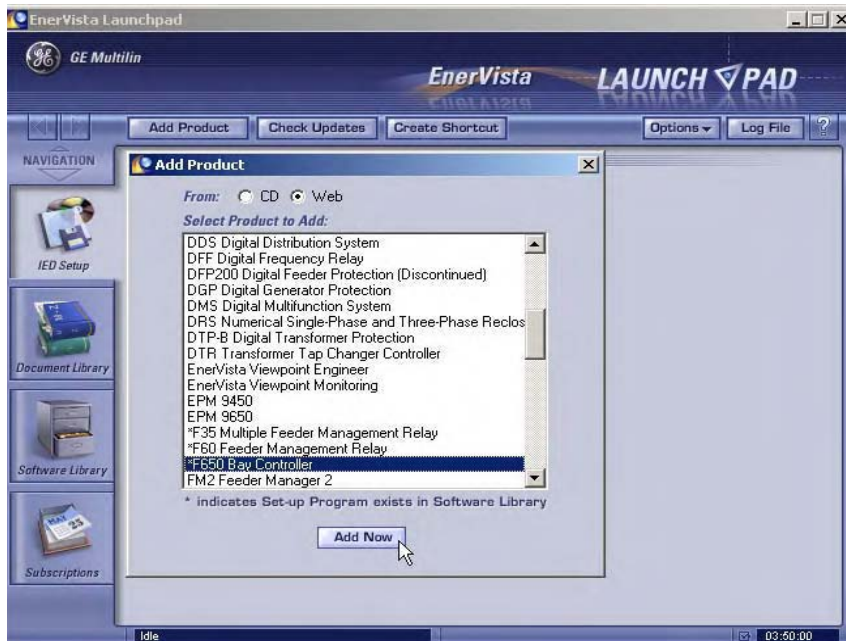 EnerVista Launchpad
GE Multilin
EnerVista LAUNCH PAD
Add Product
Check Updates
Create Shortcut
Options
Log File
?
NAVIGATION
IED Setup
Document Library
Software Library
Subscriptions
Add Product
From: CD Web
Select Product to Add:
DDS Digital Distribution System
DFF Digital Frequency Relay
DFP200 Digital Feeder Protection (Discontinued)
DGP Digital Generator Protection
DMS Digital Multifunction System
DRS Numerical Single-Phase and Three-Phase Reclos
DTP-B Digital Transformer Protection
DTR Transformer Tap Changer Controller
EnerVista Viewpoint Engineer
EnerVista Viewpoint Monitoring
EPM 9450
EPM 9650
*F35 Multiple Feeder Management Relay
*F60 Feeder Management Relay
*F650 Bay Controller
FM2 Feeder Manager 2
* indicates Set-up Program exists in Software Library
Add Now
Idle
03:50:00